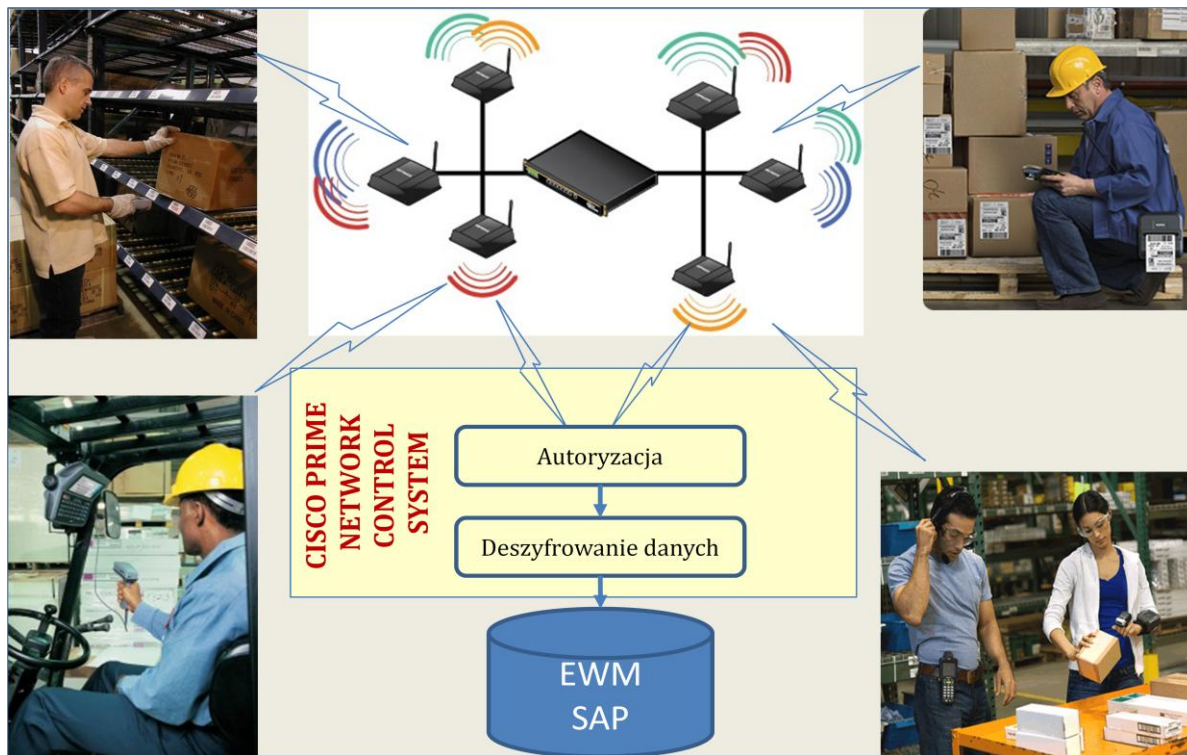 CISCO PRIME
NETWORK
CONTROL
SYSTEM
Autoryzacja
Deszyfrowanie danych
EWM
SAP